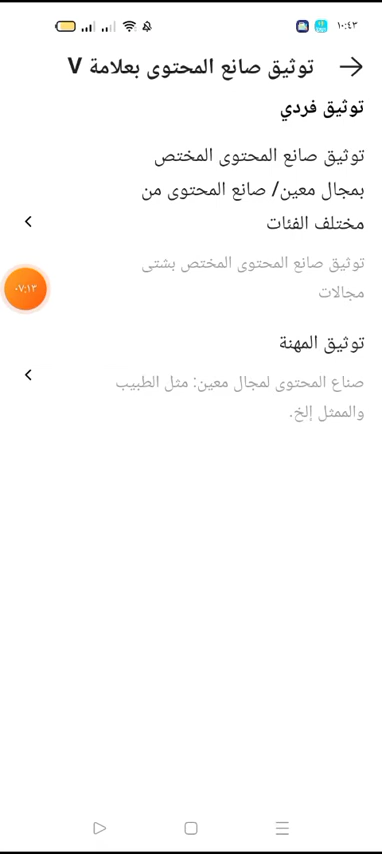 ١٠:٤٣
توثيق صانع المحتوى بعلامة V
توثيق فردي
توثيق صانع المحتوى المختص
بمجال معين/ صانع المحتوى من
مختلف الفئات
توثيق صانع المحتوى المختص بشتى
مجالات
٠٧:١٣
توثيق المهنة
صناع المحتوى لمجال معين: مثل الطبيب
والممثل إلخ.